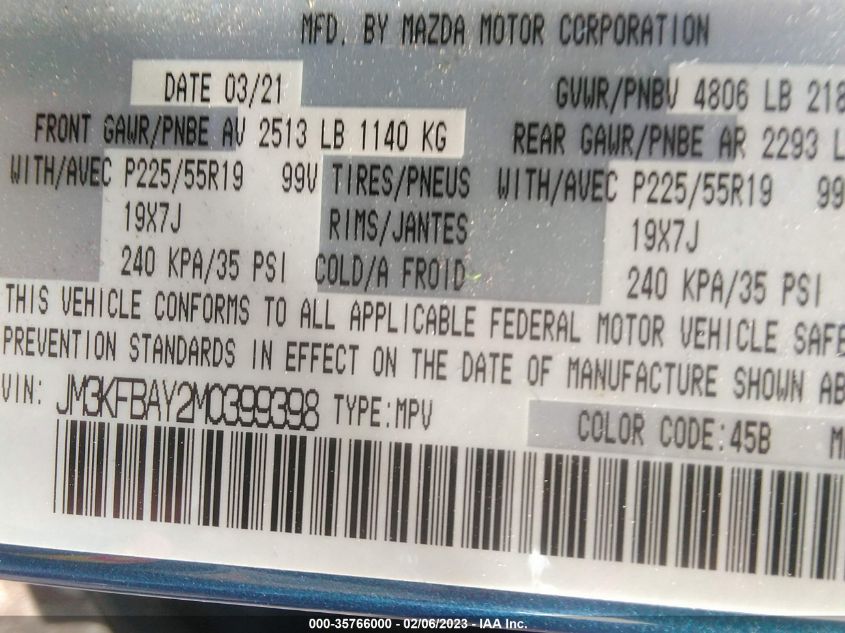 MFD. BY MAZDA MOTOR CORPORATION
DATE 03/21 GVWR/PNBV 4806 LB 218
FRONT GAWR/PNBE AV 2513 LB 1140 KG REAR GAWR/PNBE AR 2293 L
WITH/AVEC P225/55R19 99V TIRES/PNEUS WITH/AVEC P225/55R19 99
19X7J RIMS/JANTES 19X7J
240 KPA/35 PSI COLD/A FROID 240 KPA/35 PSI
THIS VEHICLE CONFORMS TO ALL APPLICABLE FEDERAL MOTOR VEHICLE SAFE
PREVENTION STANDARDS IN EFFECT ON THE DATE OF MANUFACTURE SHOWN AB
VIN: JM3KFBAY2M0399398 TYPE:MPV COLOR CODE:45B M
000-35766000 - 02/06/2023 - IAA Inc.